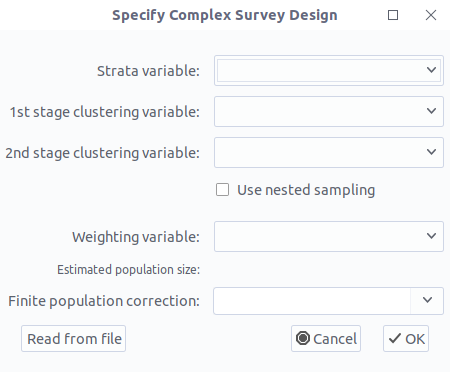 Specify Complex Survey Design
Strata variable:
1st stage clustering variable:
2nd stage clustering variable:
Use nested sampling
Weighting variable:
Estimated population size:
Finite population correction:
Read from file Cancel OK